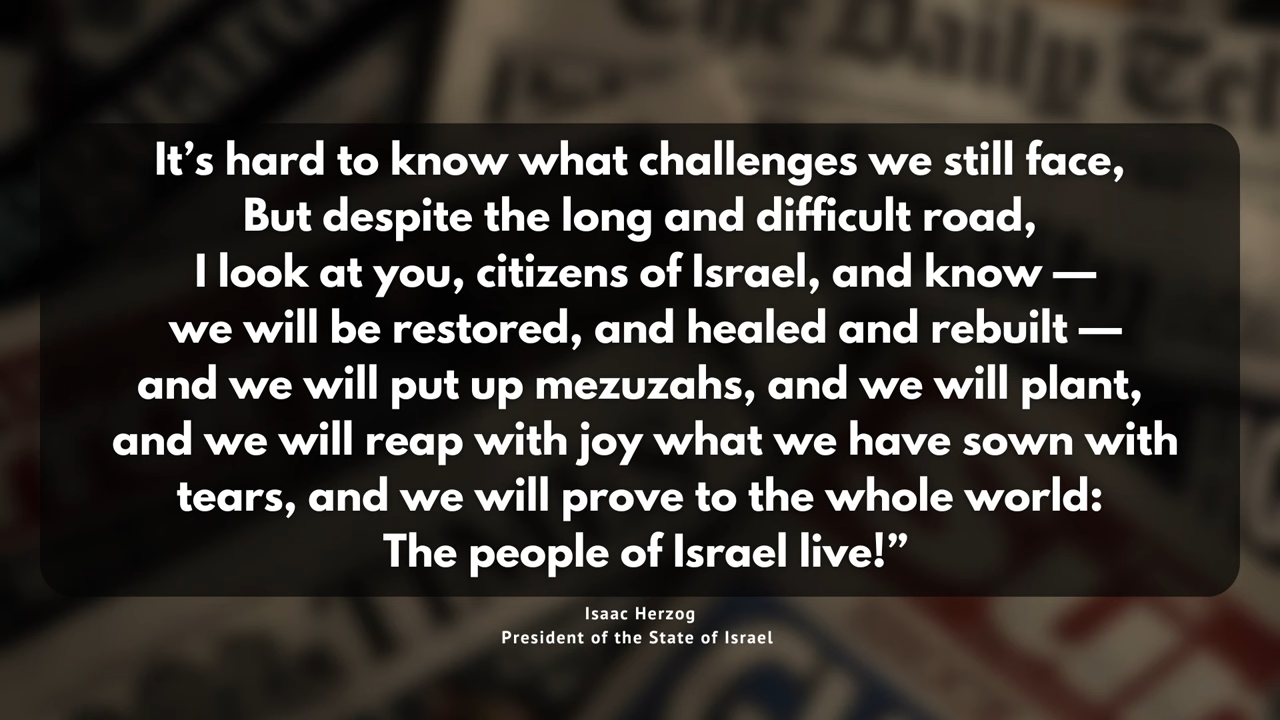 The Daily Tel
It’s hard to know what challenges we still face,
But despite the long and difficult road,
I look at you, citizens of Israel, and know —
we will be restored, and healed and rebuilt —
and we will put up mezuzahs, and we will plant,
and we will reap with joy what we have sown with
tears, and we will prove to the whole world:
The people of Israel live!”
Isaac Herzog
President of the State of Israel